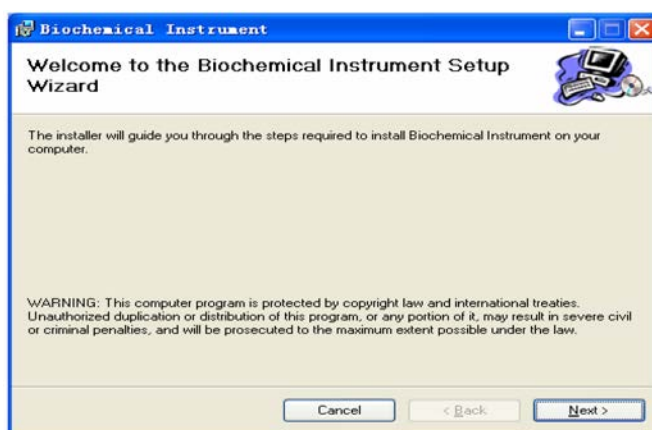 Biochemical Instrument
Welcome to the Biochemical Instrument Setup
Wizard
The installer will guide you through the steps required to install Biochemical Instrument on your
computer.
WARNING: This computer program is protected by copyright law and international treaties.
Unauthorized duplication or distribution of this program, or any portion of it, may result in severe civil
or criminal penalties, and will be prosecuted to the maximum extent possible under the law.
Cancel < Back Next >